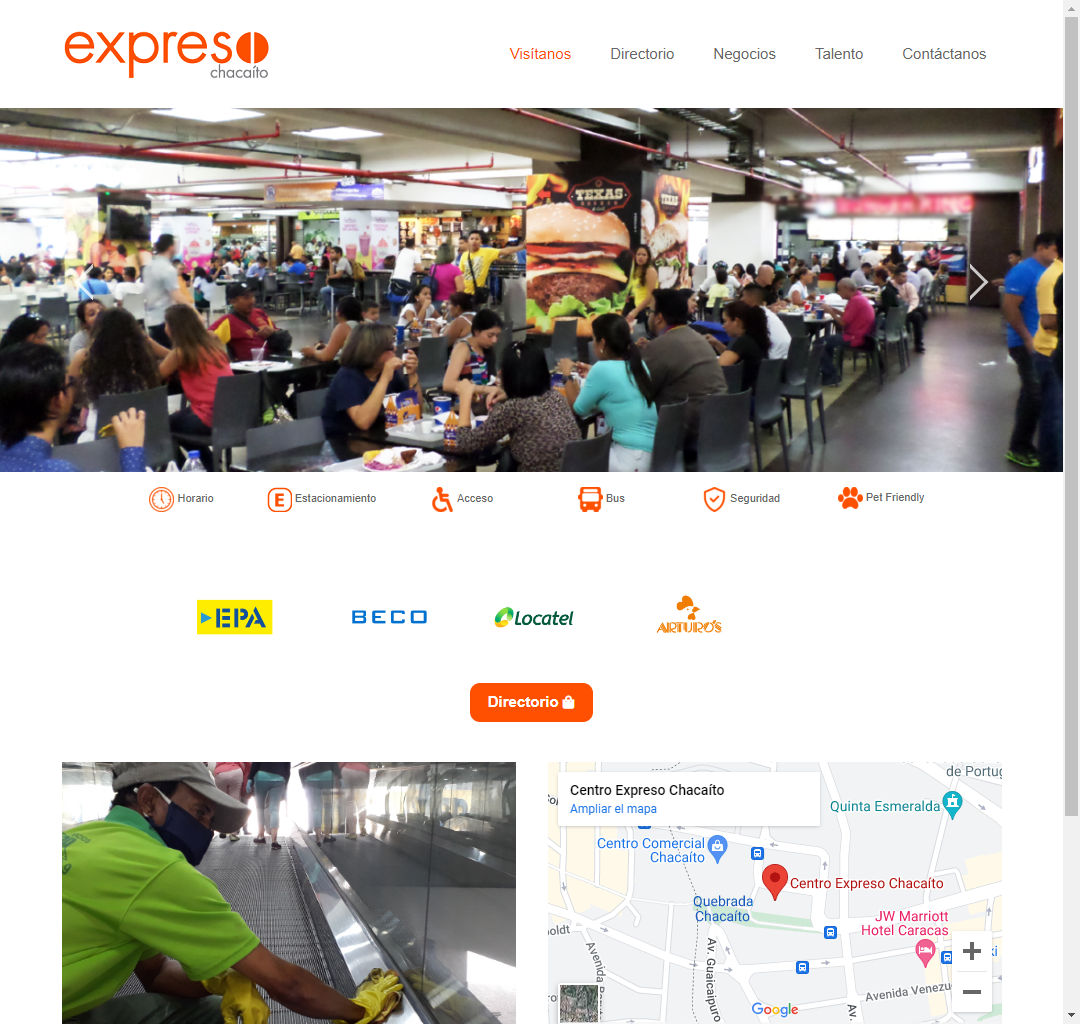 expreso
chacaíto
Visítanos
Directorio
Negocios
Talento
Contáctanos
TEXAS
TEXAS
Horario
E Estacionamiento
Acceso
Bus
Seguridad
Pet Friendly
EPA
BECO
Locatel
ARTURO'S
Directorio
Centro Expreso Chacaíto
Ampliar el mapa
de Portug
Quinta Esmeralda
Centro Comercial
Chacaíto
Centro Expreso Chacaíto
Quebrada
Chacaíto
JW Marriott
Hotel Caracas
oldt
Avenida
Av. Guaicaipuro
Avenida Venezu
Av.
Google